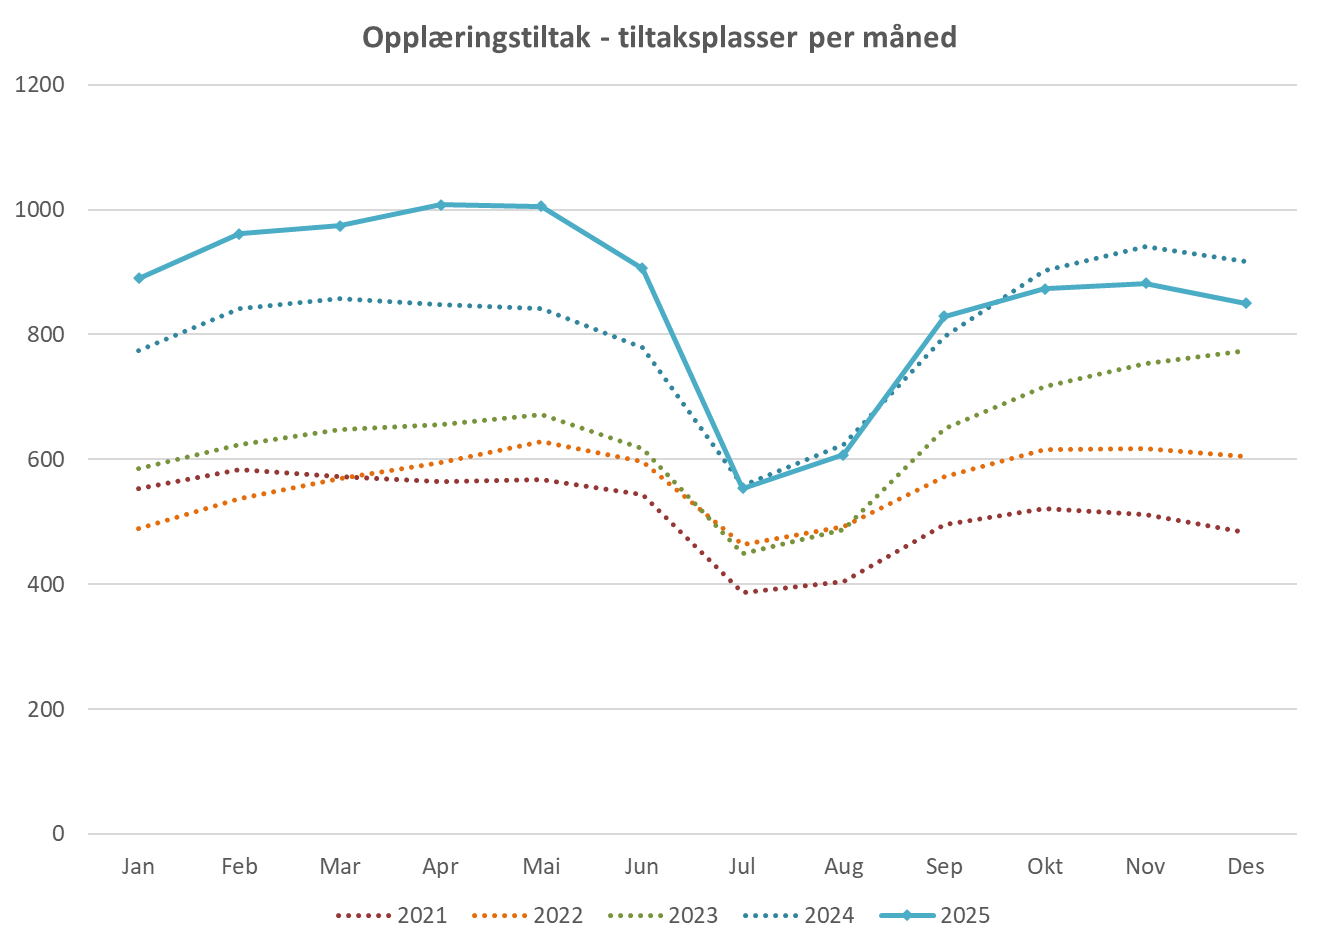 Opplæringstiltak - tiltaksplasser per måned
1200
1000
800
600
400
200
0
Jan Feb Mar Apr Mai Jun Jul Aug Sep Okt Nov Des
2021 2022 2023 2024 2025